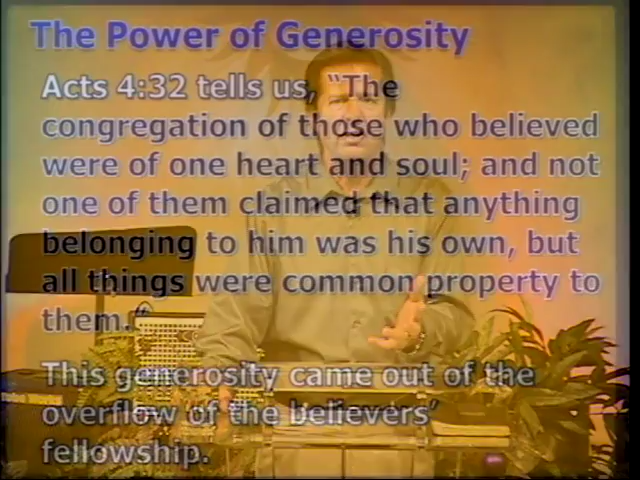 The Power of Generosity
Acts 4:32 tells us, “The
congregation of those who believed
were of one heart and soul; and not
one of them claimed that anything
belonging to him was his own, but
all things were common property to
them.”
This generosity came out of the
overflow of the believers’
fellowship.